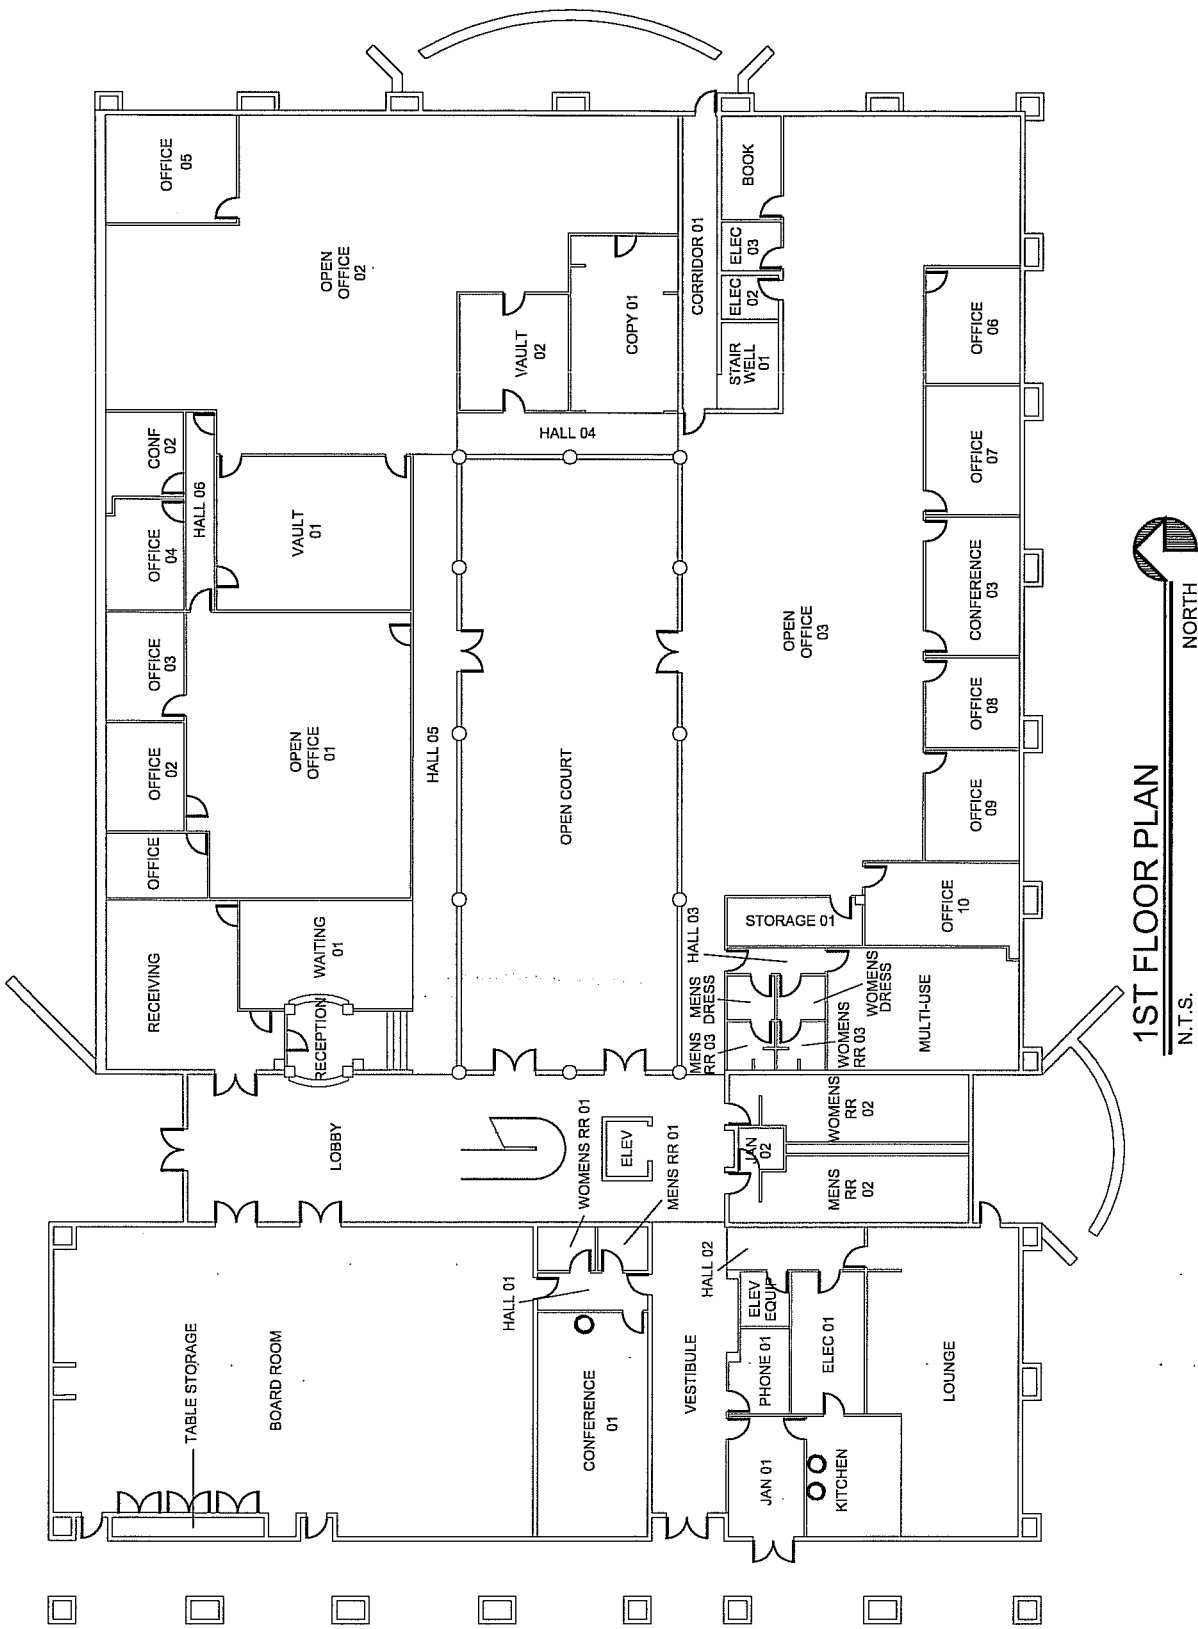 OFFICE
05
OPEN
OFFICE
02
BOOK
ELEC
03
ELEC
02
STAIR
WELL
01
CORRIDOR 01
COPY 01
VAULT
02
HALL 04
CONF
02
HALL 06
OFFICE
04
VAULT
01
OFFICE
03
OFFICE
02
OFFICE
OPEN
OFFICE
01
HALL 05
OPEN COURT
OPEN
OFFICE
03
OFFICE
06
OFFICE
07
CONFERENCE
03
OFFICE
08
OFFICE
09
OFFICE
10
STORAGE 01
HALL 03
MENS
DRESS
WOMENS
DRESS
MENS
RR 03
WOMENS
RR 03
MULTI-USE
RECEIVING
WAITING
01
RECEPTION
LOBBY
ELEV
WOMENS RR 01
MENS RR 01
JAN
02
WOMENS
RR
02
MENS
RR
02
HALL 01
HALL 02
TABLE STORAGE
BOARD ROOM
CONFERENCE
01
VESTIBULE
ELEV
EQUIP
PHONE 01
ELEC 01
LOUNGE
JAN 01
KITCHEN
1ST FLOOR PLAN
N.T.S.
NORTH